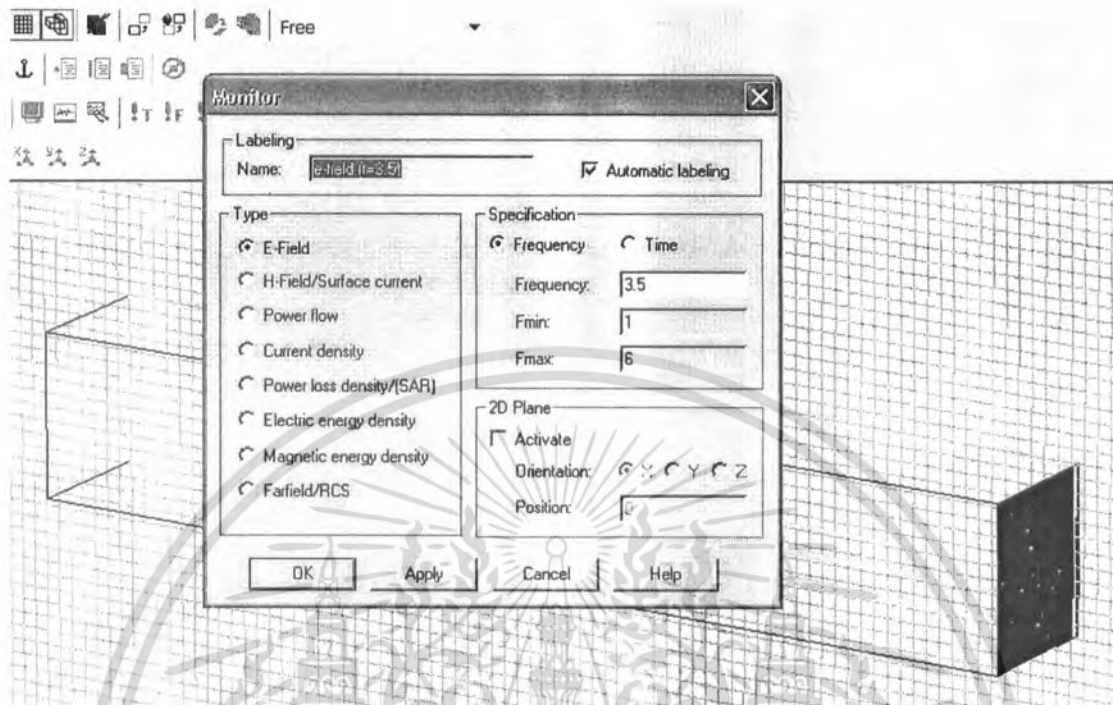 Free
T F
Monitor
Labeling
Name: e-field (f=3.5) Automatic labeling
Type
E-Field
H-Field/Surface current
Power flow
Current density
Power loss density/(SAR)
Electric energy density
Magnetic energy density
Farfield/RCS
Specification
Frequency Time
Frequency: 3.5
Fmin: 1
Fmax: 6
2D Plane
Activate
Orientation: X Y Z
Position: 0
OK Apply Cancel Help